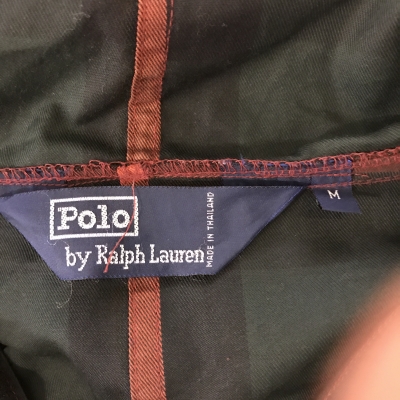 Polo
by Ralph Lauren
MADE IN THAILAND
M